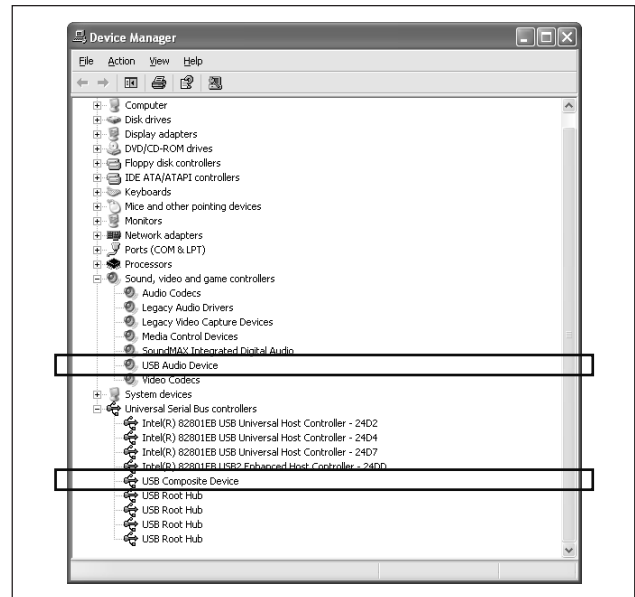 Device Manager
File Action View Help
Computer
Disk drives
Display adapters
DVD/CD-ROM drives
Floppy disk controllers
IDE ATA/ATAPI controllers
Keyboards
Mice and other pointing devices
Monitors
Network adapters
Ports (COM & LPT)
Processors
Sound, video and game controllers
Audio Codecs
Legacy Audio Drivers
Legacy Video Capture Devices
Media Control Devices
SoundMAX Integrated Digital Audio
USB Audio Device
Video Codecs
System devices
Universal Serial Bus controllers
Intel(R) 82801EB USB Universal Host Controller - 24D2
Intel(R) 82801EB USB Universal Host Controller - 24D4
Intel(R) 82801EB USB Universal Host Controller - 24D7
Intel(R) 82801EB USB2 Enhanced Host Controller - 24DD
USB Composite Device
USB Root Hub
USB Root Hub
USB Root Hub
USB Root Hub